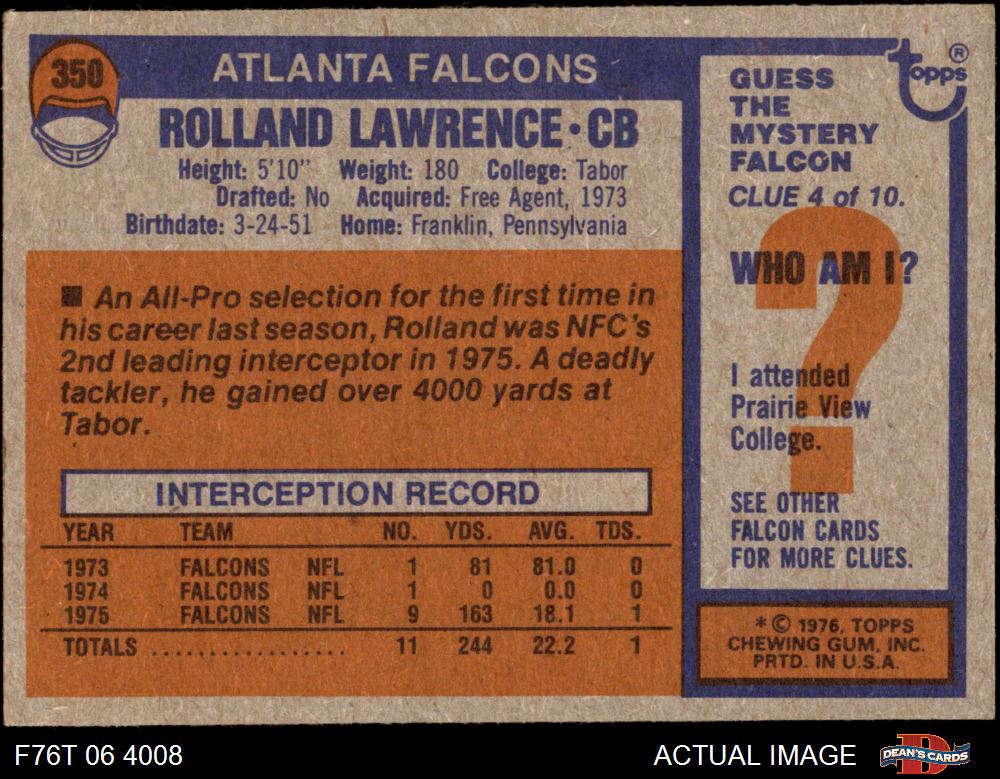 350
ATLANTA FALCONS
ROLLAND LAWRENCE•CB
Height: 5'10" Weight: 180 College: Tabor
Drafted: No Acquired: Free Agent, 1973
Birthdate: 3-24-51 Home: Franklin, Pennsylvania
■ An All-Pro selection for the first time in
his career last season, Rolland was NFC's
2nd leading interceptor in 1975. A deadly
tackler, he gained over 4000 yards at
Tabor.
INTERCEPTION RECORD
YEAR TEAM NO. YDS. AVG. TDS.
1973 FALCONS NFL 1 81 81.0 0
1974 FALCONS NFL 1 0 0.0 0
1975 FALCONS NFL 9 163 18.1 1
TOTALS ................. 11 244 22.2 1
topps®
GUESS
THE
MYSTERY
FALCON
CLUE 4 of 10.
?
WHO AM I?
I attended
Prairie View
College.
SEE OTHER
FALCON CARDS
FOR MORE CLUES.
*© 1976, TOPPS
CHEWING GUM, INC.
PRTD. IN U.S.A.
F76T 06 4008
ACTUAL IMAGE
D
DEAN'S CARDS